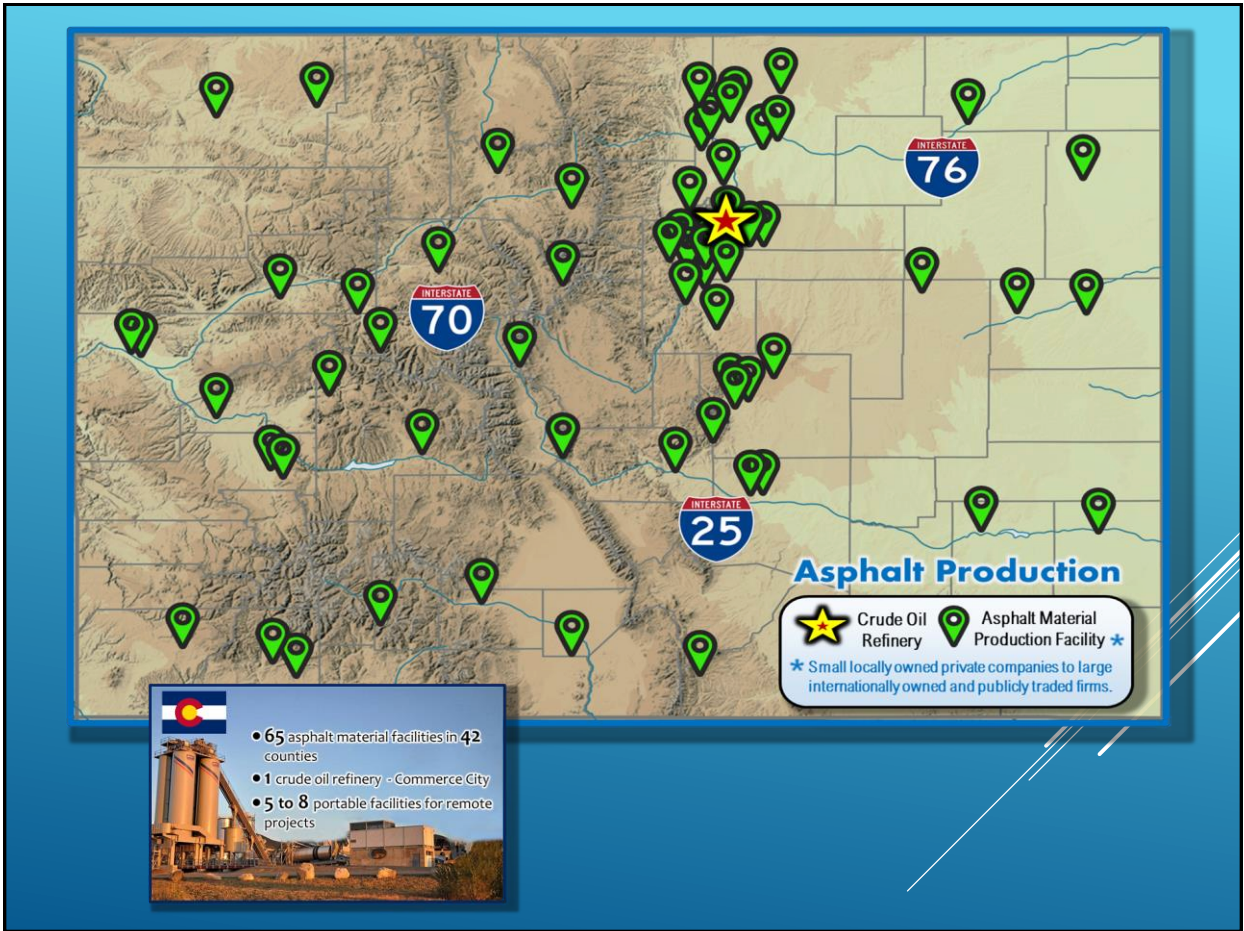 INTERSTATE
76
INTERSTATE
70
INTERSTATE
25
Asphalt Production
Crude Oil
Refinery
Asphalt Material
Production Facility *
* Small locally owned private companies to large
internationally owned and publicly traded firms.
• 65 asphalt material facilities in 42
counties
• 1 crude oil refinery - Commerce City
• 5 to 8 portable facilities for remote
projects